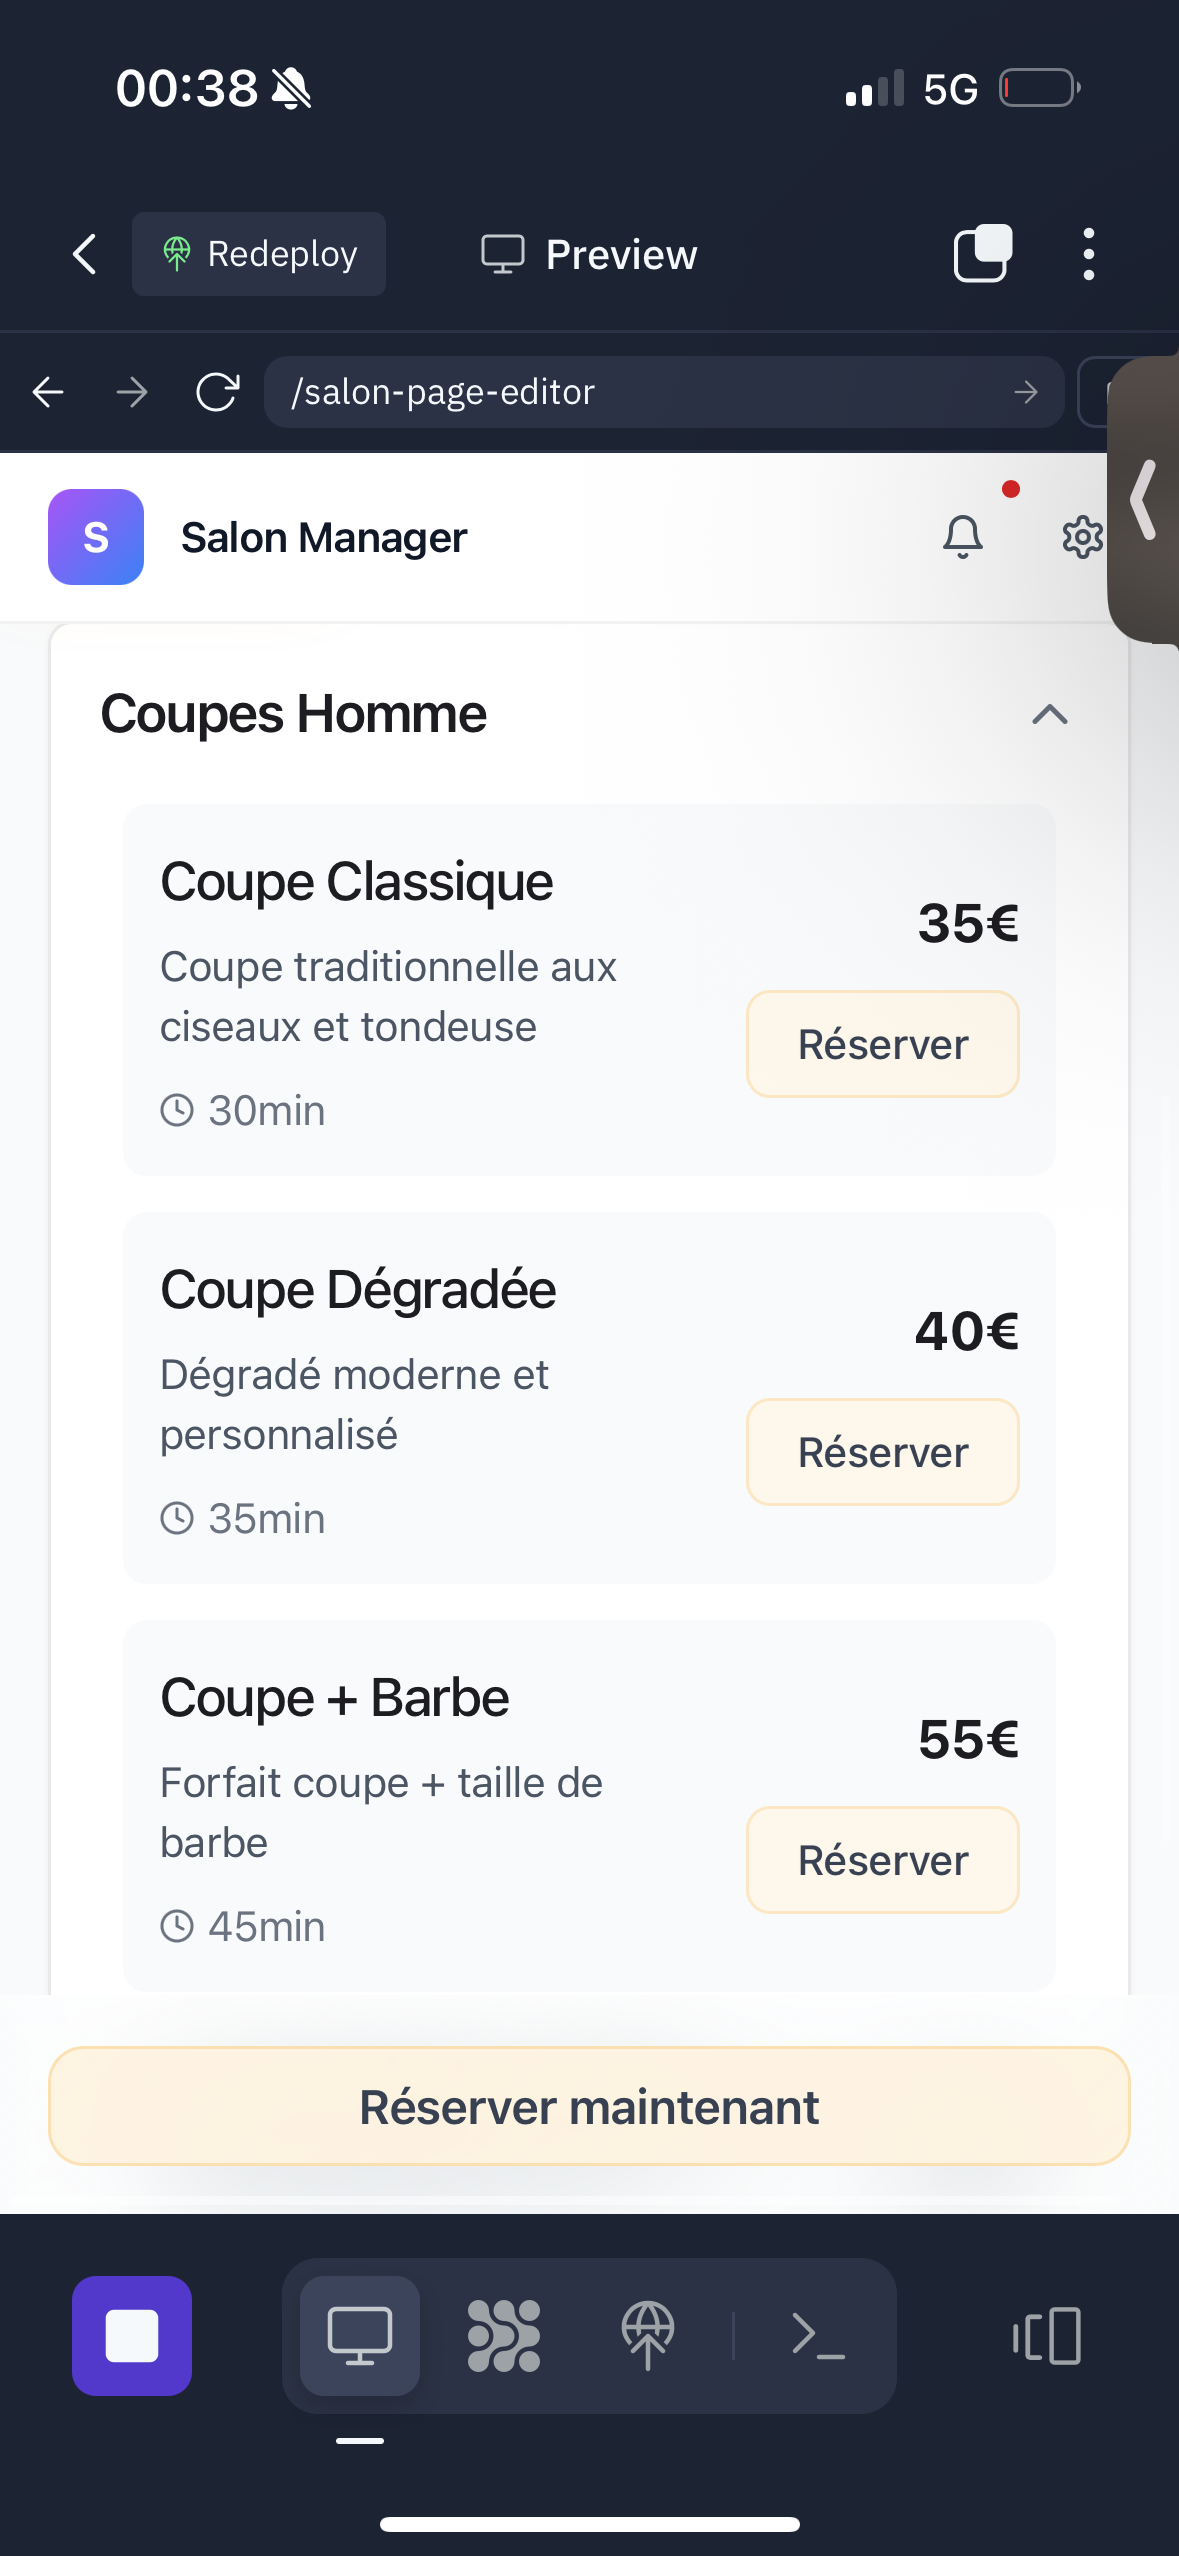 00:38
5G
Redeploy
Preview
/salon-page-editor
S
Salon Manager
Coupes Homme
Coupe Classique
35€
Coupe traditionnelle aux
ciseaux et tondeuse
Réserver
30min
Coupe Dégradée
40€
Dégradé moderne et
personnalisé
Réserver
35min
Coupe + Barbe
55€
Forfait coupe + taille de
barbe
Réserver
45min
Réserver maintenant